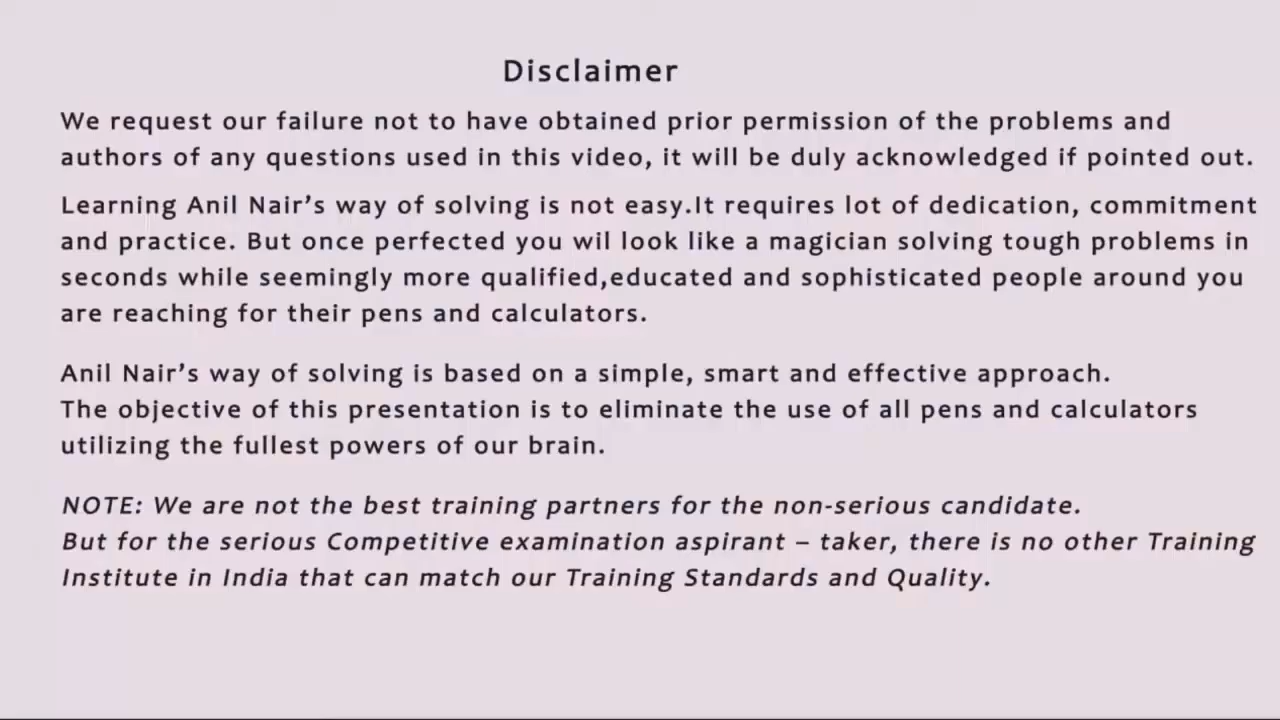 Disclaimer
We request our failure not to have obtained prior permission of the problems and
authors of any questions used in this video, it will be duly acknowledged if pointed out.
Learning Anil Nair’s way of solving is not easy.It requires lot of dedication, commitment
and practice. But once perfected you wil look like a magician solving tough problems in
seconds while seemingly more qualified,educated and sophisticated people around you
are reaching for their pens and calculators.
Anil Nair’s way of solving is based on a simple, smart and effective approach.
The objective of this presentation is to eliminate the use of all pens and calculators
utilizing the fullest powers of our brain.
NOTE: We are not the best training partners for the non-serious candidate.
But for the serious Competitive examination aspirant – taker, there is no other Training
Institute in India that can match our Training Standards and Quality.